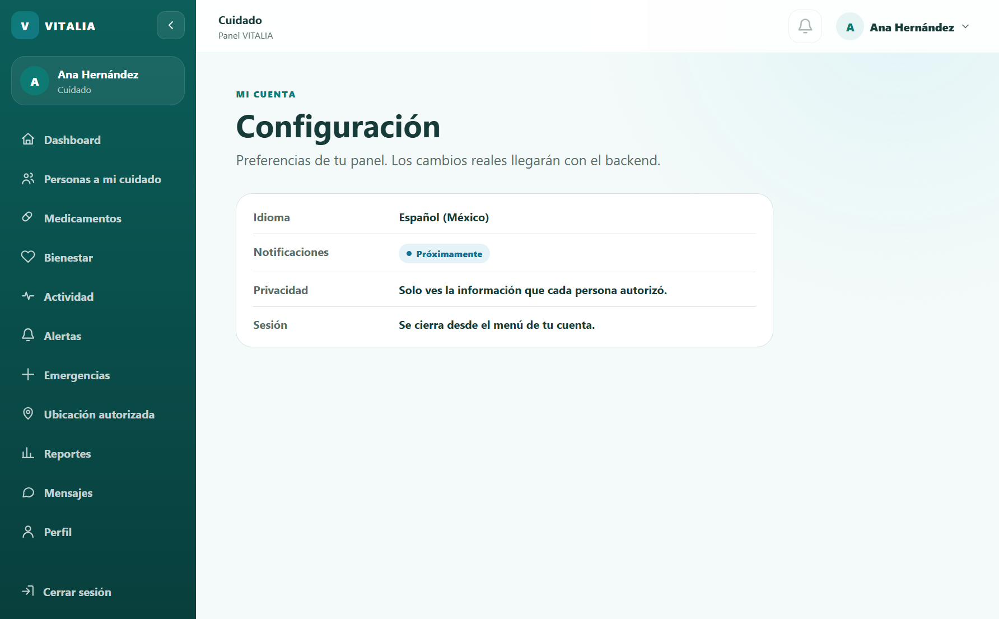 V VITALIA
A Ana Hernández
Cuidado
Dashboard
Personas a mi cuidado
Medicamentos
Bienestar
Actividad
Alertas
Emergencias
Ubicación autorizada
Reportes
Mensajes
Perfil
Cerrar sesión
Cuidado
Panel VITALIA
A Ana Hernández
MI CUENTA
Configuración
Preferencias de tu panel. Los cambios reales llegarán con el backend.
Idioma Español (México)
Notificaciones Próximamente
Privacidad Solo ves la información que cada persona autorizó.
Sesión Se cierra desde el menú de tu cuenta.